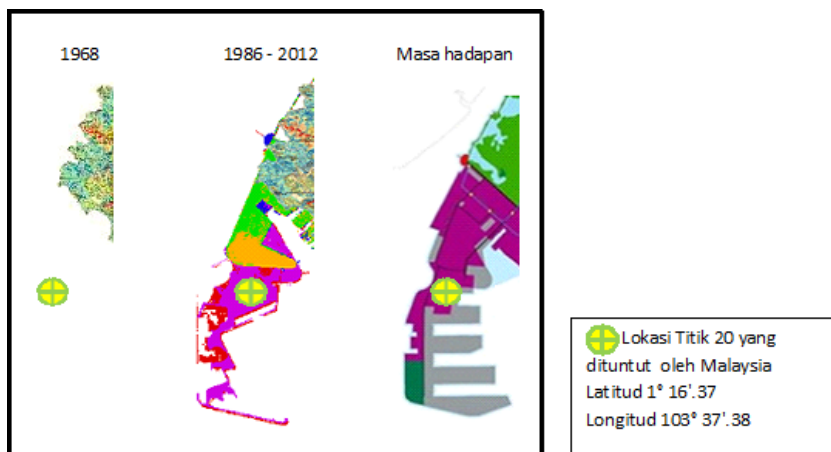 1968
1986 - 2012
Masa hadapan
Lokasi Titik 20 yang
dituntut oleh Malaysia
Latitud 1° 16'.37
Longitud 103° 37'.38